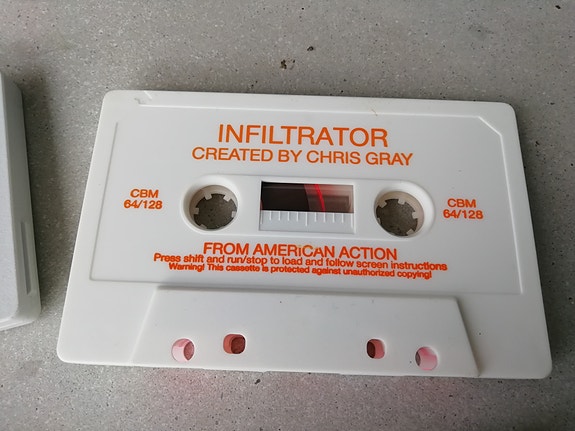 INFILTRATOR
CREATED BY CHRIS GRAY
CBM
64/128
CBM
64/128
FROM AMERICAN ACTION
Press shift and run/stop to load and follow screen instructions
Warning! This cassette is protected against unauthorized copying!